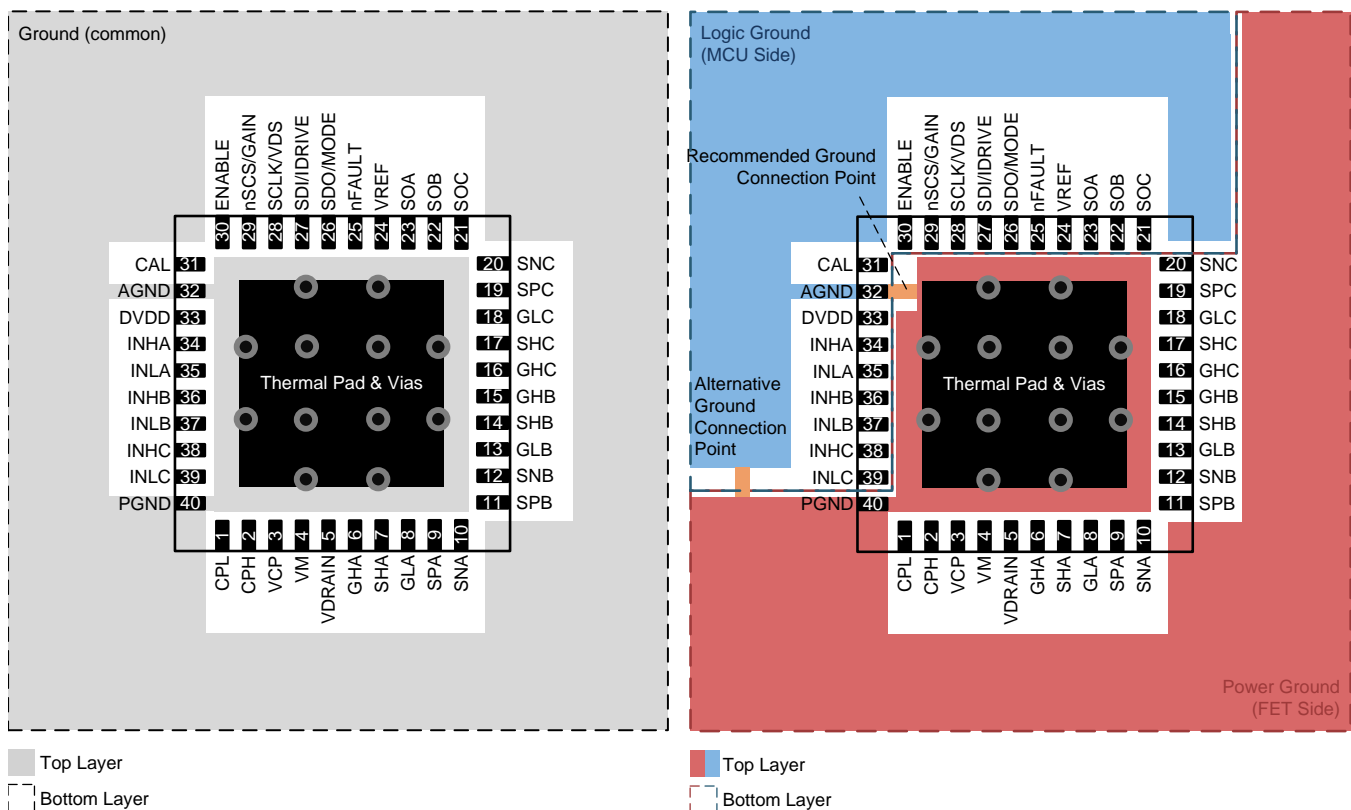 Ground (common)
ENABLE
nSCS/GAIN
SCLK/VDS
SDI/IDRIVE
SDO/MODE
nFAULT
VREF
SOA
SOB
SOC
30
29
28
27
26
25
24
23
22
21
CAL 31
AGND 32
DVDD 33
INHA 34
INLA 35
INHB 36
INLB 37
INHC 38
INLC 39
PGND 40
Thermal Pad & Vias
20 SNC
19 SPC
18 GLC
17 SHC
16 GHC
15 GHB
14 SHB
13 GLB
12 SNB
11 SPB
1
2
3
4
5
6
7
8
9
10
CPL
CPH
VCP
VM
VDRAIN
GHA
SHA
GLA
SPA
SNA
Top Layer
Bottom Layer
Logic Ground
(MCU Side)
Recommended Ground
Connection Point
ENABLE
nSCS/GAIN
SCLK/VDS
SDI/IDRIVE
SDO/MODE
nFAULT
VREF
SOA
SOB
SOC
30
29
28
27
26
25
24
23
22
21
CAL 31
AGND 32
DVDD 33
INHA 34
INLA 35
INHB 36
INLB 37
INHC 38
INLC 39
PGND 40
Alternative
Ground
Connection
Point
Thermal Pad & Vias
20 SNC
19 SPC
18 GLC
17 SHC
16 GHC
15 GHB
14 SHB
13 GLB
12 SNB
11 SPB
1
2
3
4
5
6
7
8
9
10
CPL
CPH
VCP
VM
VDRAIN
GHA
SHA
GLA
SPA
SNA
Power Ground
(FET Side)
Top Layer
Bottom Layer